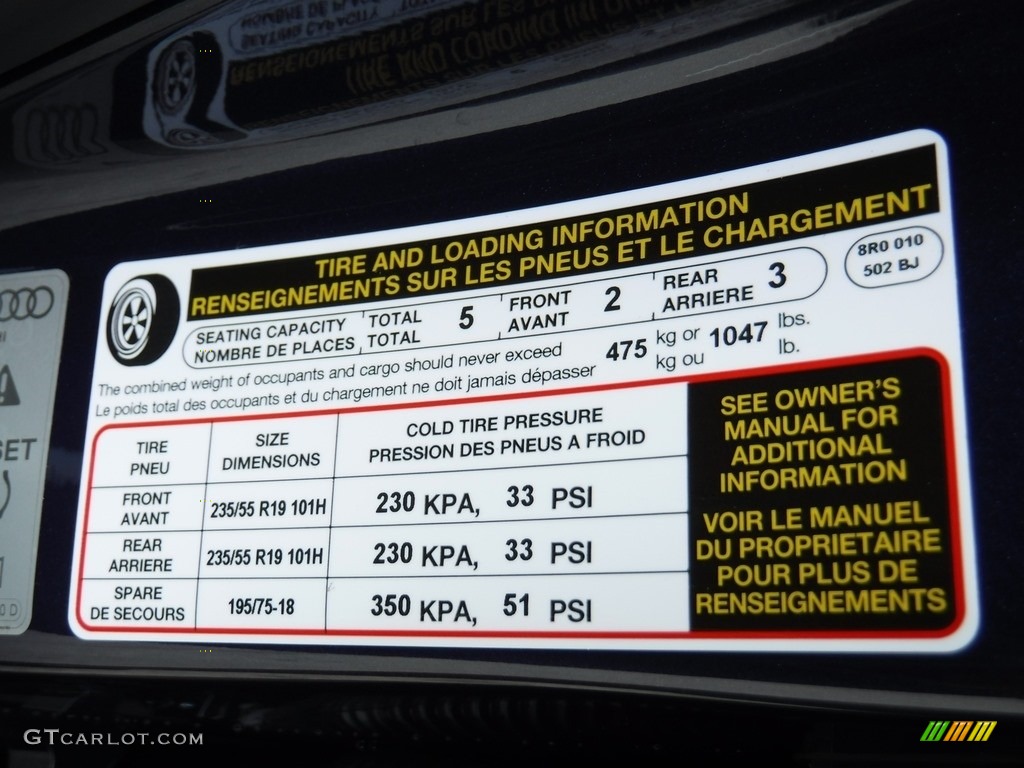 TIRE AND LOADING INFORMATION
RENSEIGNEMENTS SUR LES PNEUS ET LE CHARGEMENT
8R0 010
502 BJ
SEATING CAPACITY TOTAL 5 FRONT 2 REAR 3
NOMBRE DE PLACES, TOTAL AVANT ARRIERE
The combined weight of occupants and cargo should never exceed 475 kg or 1047 lbs.
Le poids total des occupants et du chargement ne doit jamais dépasser kg ou lb.
TIRE SIZE COLD TIRE PRESSURE
PNEU DIMENSIONS PRESSION DES PNEUS A FROID
FRONT
AVANT
235/55 R19 101H
230 KPA, 33 PSI
REAR
ARRIERE
235/55 R19 101H
230 KPA, 33 PSI
SPARE
DE SECOURS
195/75-18
350 KPA, 51 PSI
SEE OWNER'S
MANUAL FOR
ADDITIONAL
INFORMATION
VOIR LE MANUEL
DU PROPRIETAIRE
POUR PLUS DE
RENSEIGNEMENTS
GTCARLOT.COM